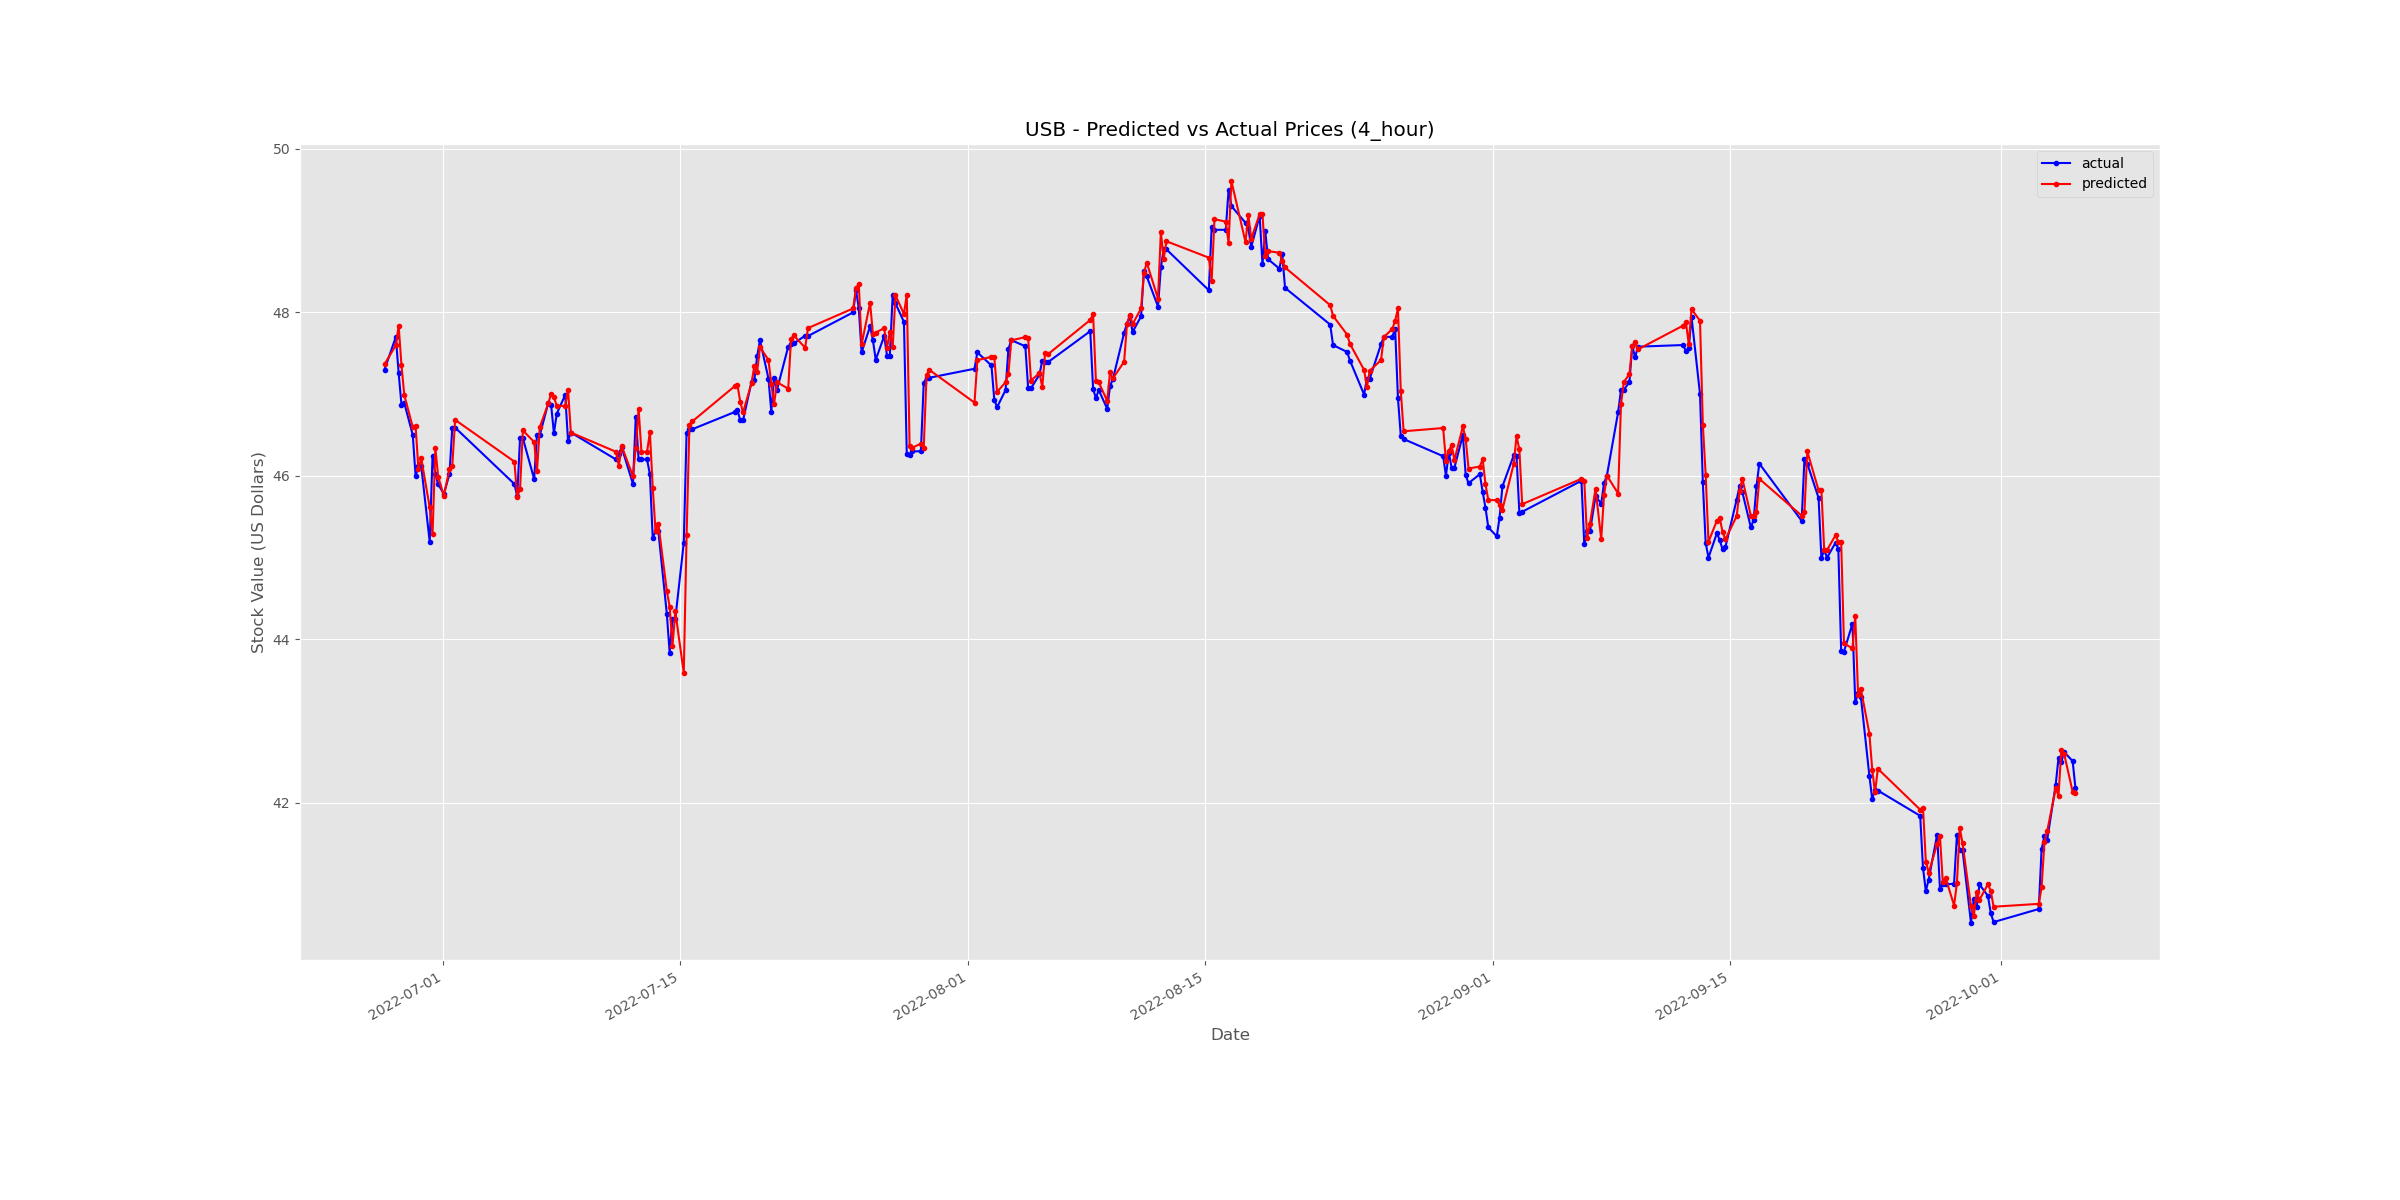 USB - Predicted vs Actual Prices (4_hour)
actual
predicted
Stock Value (US Dollars)
50
48
46
44
42
2022-07-01
2022-07-15
2022-08-01
2022-08-15
2022-09-01
2022-09-15
2022-10-01
Date